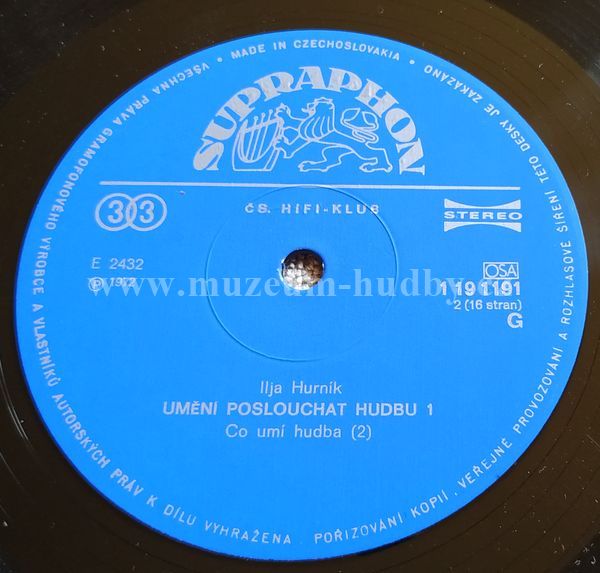 VŠECHNA PRÁVA GRAMOFONOVÉHO VÝROBCE A VLASTNÍKŮ AUTORSKÝCH PRÁV K DÍLU VYHRAŽENA. POŘIZOVÁNÍ KOPIÍ, VEŘEJNÉ PROVOZOVÁNÍ A ROZHLASOVÉ ŠÍŘENÍ TÉTO DESKY JE ZAKÁZÁNO • MADE IN CZECHOSLOVAKIA •
SUPRAPHON
33
ČS. HIFI-KLUB
STEREO
E 2432
℗ 1972
OSA
1 19 1191
2 (16 stran)
G
www.muzeum-hudby.
Ilja Hurník
UMĚNÍ POSLOUCHAT HUDBU 1
Co umí hudba (2)